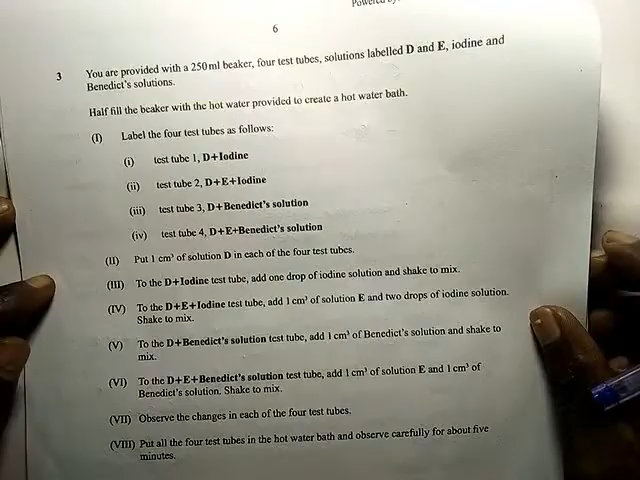 6
3 You are provided with a 250 ml beaker, four test tubes, solutions labelled D and E, iodine and
Benedict's solutions.
Half fill the beaker with the hot water provided to create a hot water bath.
(I) Label the four test tubes as follows:
(i) test tube 1, D+Iodine
(ii) test tube 2, D+E+Iodine
(iii) test tube 3, D+Benedict's solution
(iv) test tube 4, D+E+Benedict's solution
(II) Put 1 cm³ of solution D in each of the four test tubes.
(III) To the D+Iodine test tube, add one drop of iodine solution and shake to mix.
(IV) To the D+E+Iodine test tube, add 1 cm³ of solution E and two drops of iodine solution.
Shake to mix.
(V) To the D+Benedict's solution test tube, add 1 cm³ of Benedict's solution and shake to
mix.
(VI) To the D+E+Benedict's solution test tube, add 1 cm³ of solution E and 1 cm³ of
Benedict's solution. Shake to mix.
(VII) Observe the changes in each of the four test tubes.
(VIII) Put all the four test tubes in the hot water bath and observe carefully for about five
minutes.